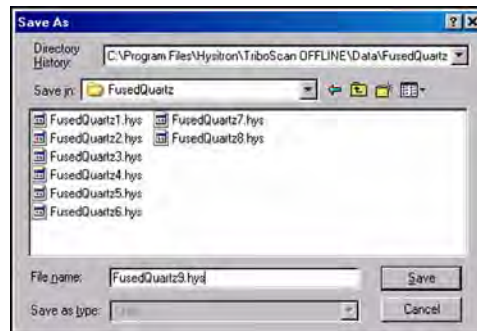 Save As
Directory History: C:\Program Files\Hysitron\TriboScan OFFLINE\Data\FusedQuartz
Save in: FusedQuartz
FusedQuartz1.hys FusedQuartz7.hys
FusedQuartz2.hys FusedQuartz8.hys
FusedQuartz3.hys
FusedQuartz4.hys
FusedQuartz5.hys
FusedQuartz6.hys
File name: FusedQuartz9.hys Save
Save as type: Cancel